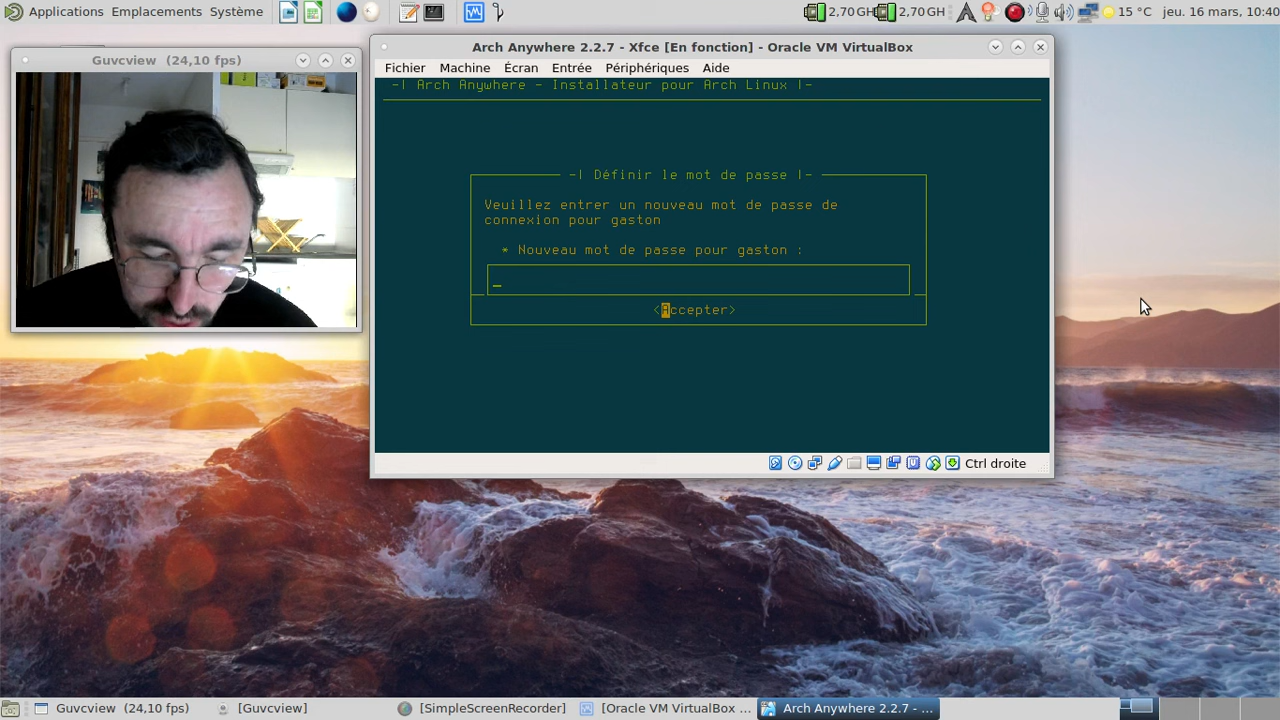 Applications Emplacements Système
2,70 GH 2,70 GH 15 °C jeu. 16 mars, 10:40
Guvcview (24,10 fps)
Arch Anywhere 2.2.7 - Xfce [En fonction] - Oracle VM VirtualBox
Fichier Machine Écran Entrée Périphériques Aide
-| Arch Anywhere - Installateur pour Arch Linux |-
-| Définir le mot de passe |-
Veuillez entrer un nouveau mot de passe de
connexion pour gaston
* Nouveau mot de passe pour gaston :
<Accepter>
Ctrl droite
Guvcview (24,10 fps) [Guvcview] [SimpleScreenRecorder] [Oracle VM VirtualBox ... Arch Anywhere 2.2.7 - ...